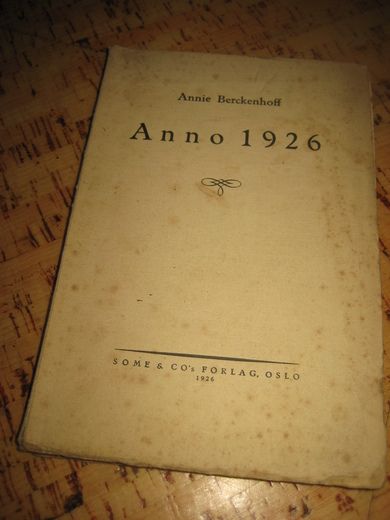 Annie Berckenhoff
Anno 1926
SOME & CO's FORLAG, OSLO
1926